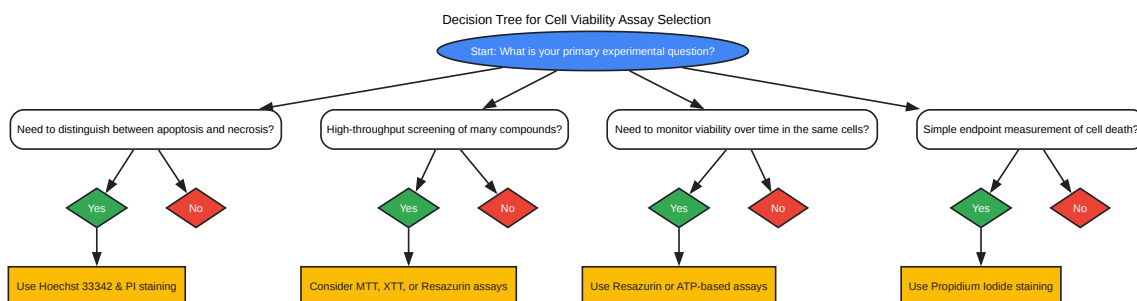 Decision Tree for Cell Viability Assay Selection
Start: What is your primary experimental question?
Need to distinguish between apoptosis and necrosis?
High-throughput screening of many compounds?
Need to monitor viability over time in the same cells?
Simple endpoint measurement of cell death?
Yes
No
Yes
No
Yes
No
Yes
No
Use Hoechst 33342 & PI staining
Consider MTT, XTT, or Resazurin assays
Use Resazurin or ATP-based assays
Use Propidium Iodide staining